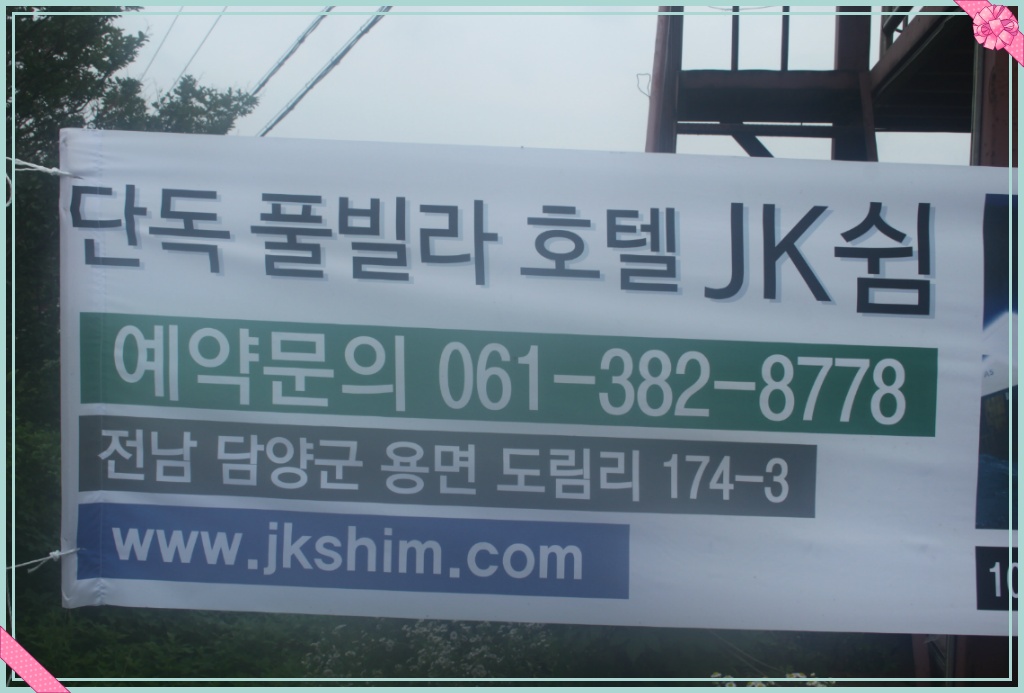 단독 풀빌라 호텔 JK쉼
예약문의 061-382-8778
전남 담양군 용면 도림리 174-3
www.jkshim.com